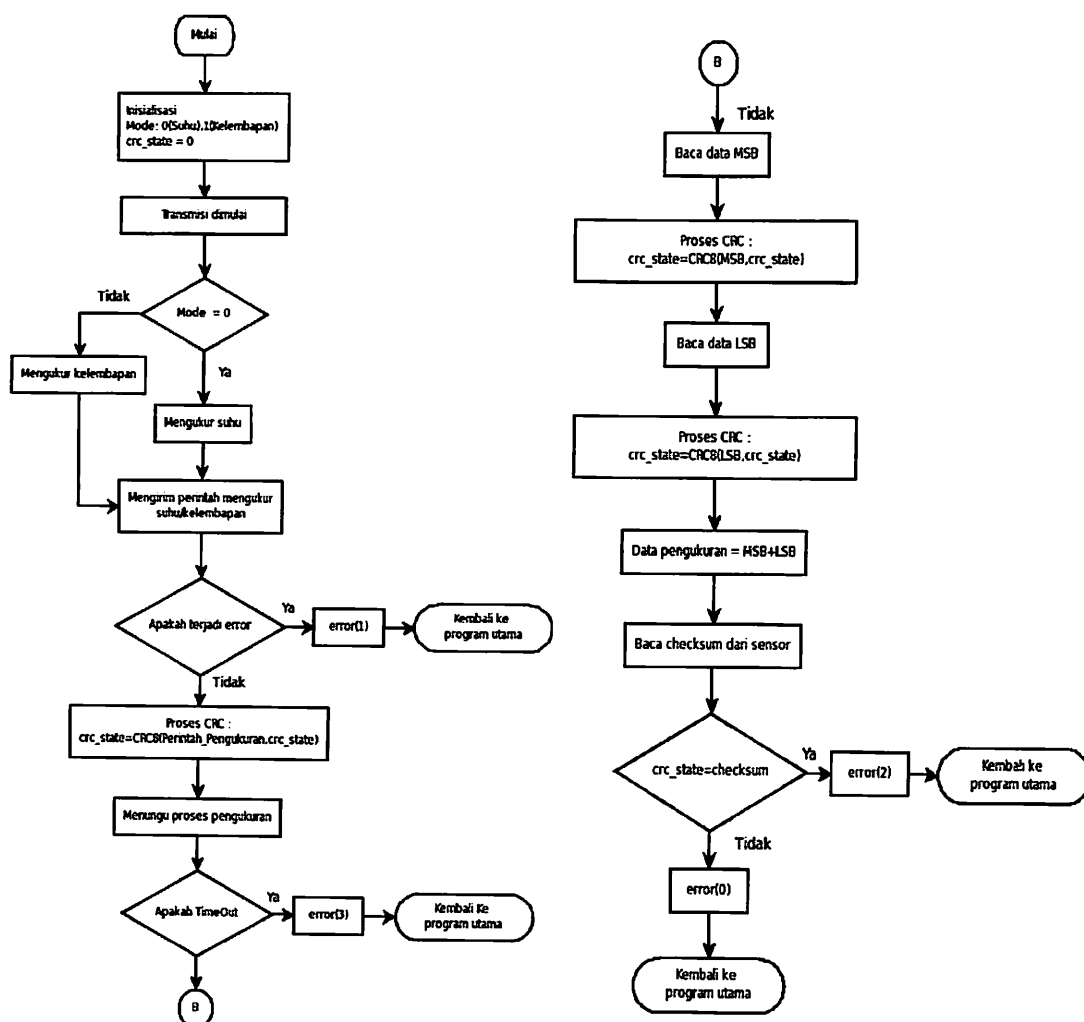 Mulai
Inisialisasi
Mode: 0(Suhu),1(Kelembapan)
crc_state = 0
Transmisi dimulai
Mode = 0
Tidak
Ya
Mengukur kelembapan
Mengukur suhu
Mengirim perintah mengukur
suhu/kelembapan
Apakah terjadi error
Ya
error(1)
Kembali ke
program utama
Tidak
Proses CRC :
crc_state=CRC8(Perintah_Pengukuran,crc_state)
Menungu proses pengukuran
Apakah TimeOut
Ya
error(3)
Kembali Ke
program utama
B
B
Tidak
Baca data MSB
Proses CRC :
crc_state=CRC8(MSB,crc_state)
Baca data LSB
Proses CRC :
crc_state=CRC8(LSB,crc_state)
Data pengukuran = MSB+LSB
Baca checksum dari sensor
crc_state=checksum
Ya
error(2)
Kembali ke
program utama
Tidak
error(0)
Kembali ke
program utama